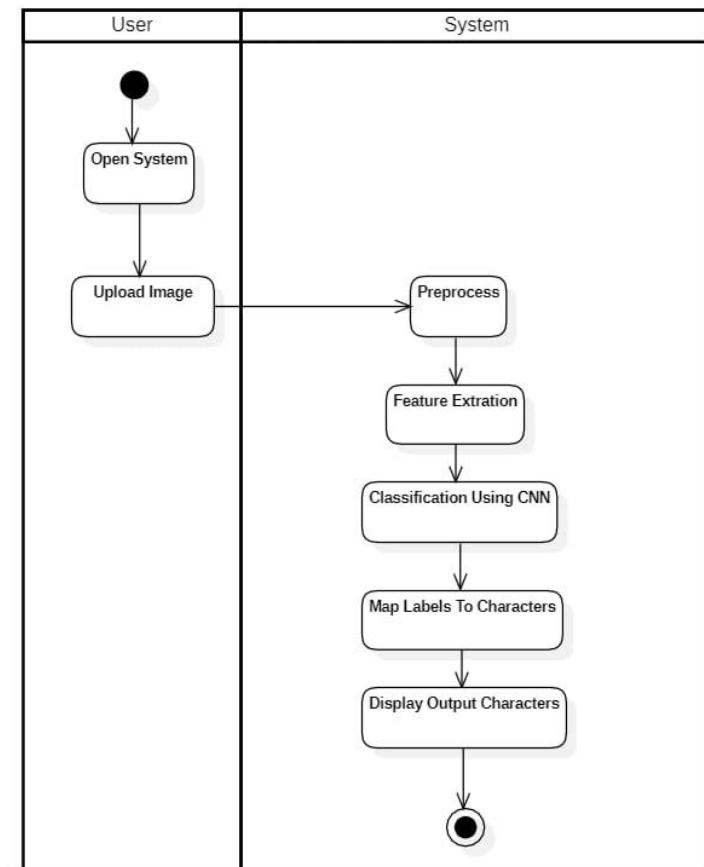 User
System
Open System
Upload Image
Preprocess
Feature Extration
Classification Using CNN
Map Labels To Characters
Display Output Characters